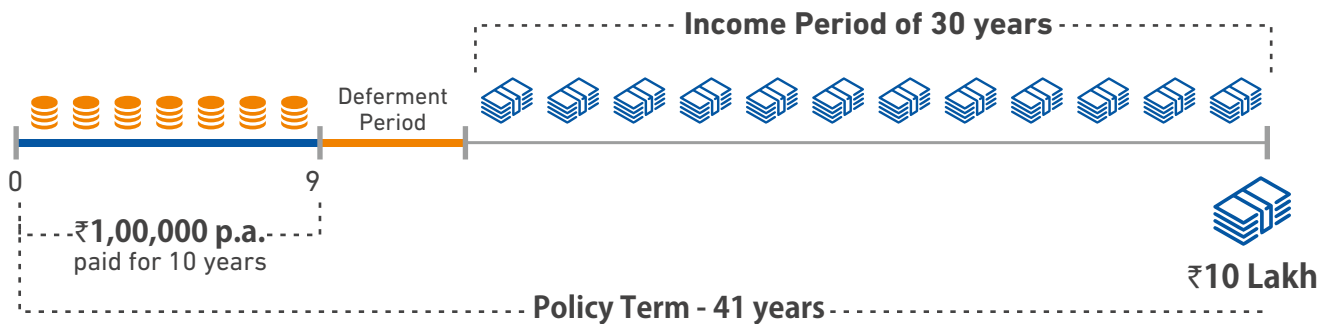 Income Period of 30 years
Deferment
Period
0
9
₹1,00,000 p.a.
paid for 10 years
₹10 Lakh
Policy Term - 41 years